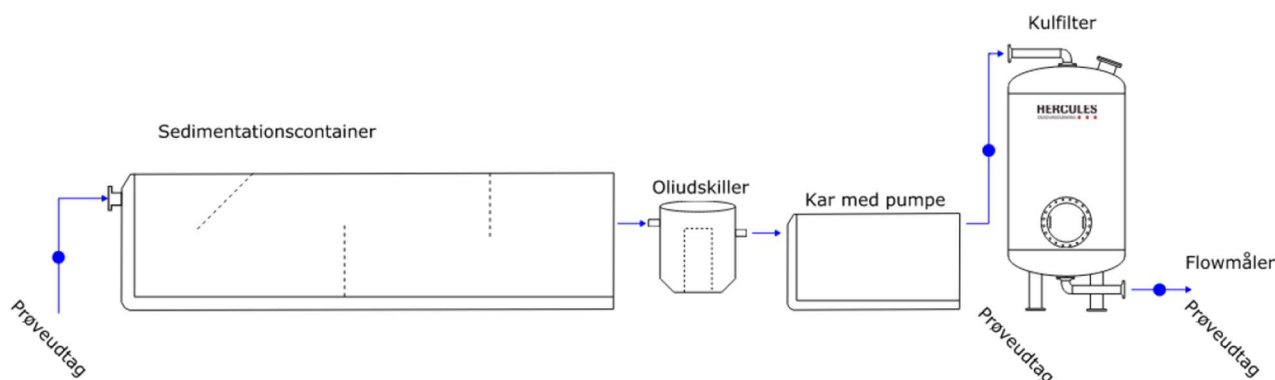 Kulfilter
HERCULES
Sedimentationscontainer
Oliudskiller
Kar med pumpe
Flowmåler
Prøveudtag
Prøveudtag
Prøveudtag